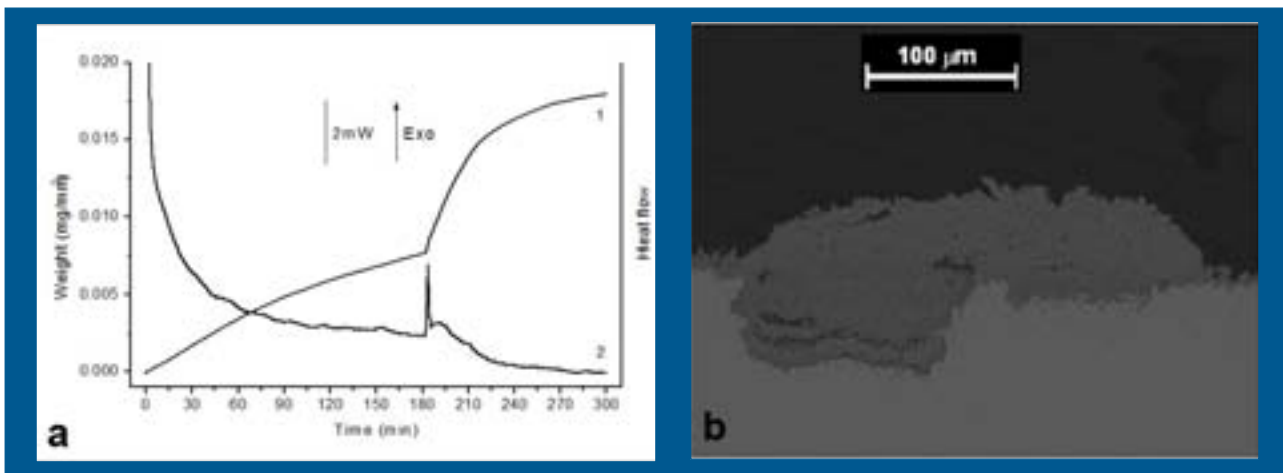 0.020
0.015
0.010
0.005
0.000
Weight (mg/mm²)
2mW
Exo
1
2
Heat flow
0 30 60 90 120 150 180 210 240 270 300
Time (min)
a
100 μm
b